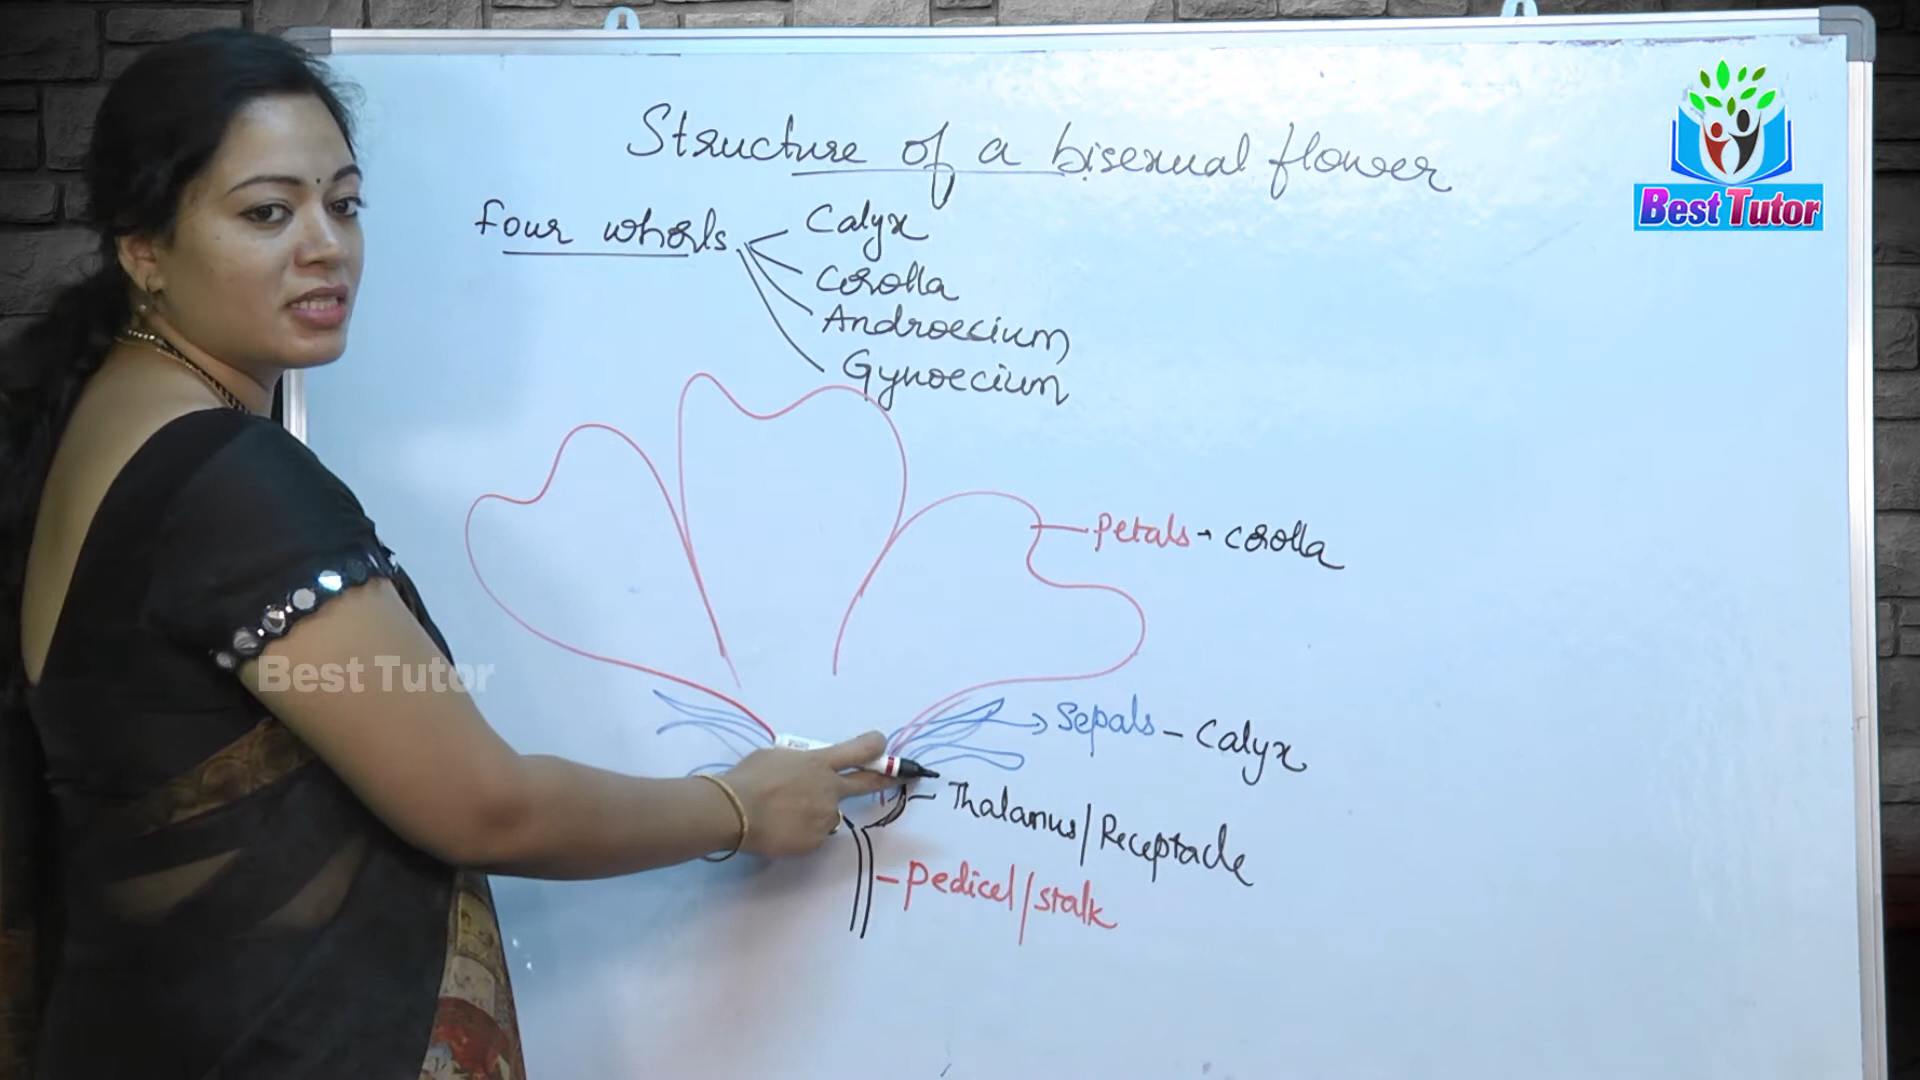 Structure of a bisexual flower
Best Tutor
four whorls
Calyx
Corolla
Androecium
Gynoecium
Petals - corolla
Best Tutor
Sepals - Calyx
Thalamus/Receptacle
Pedicel/stalk